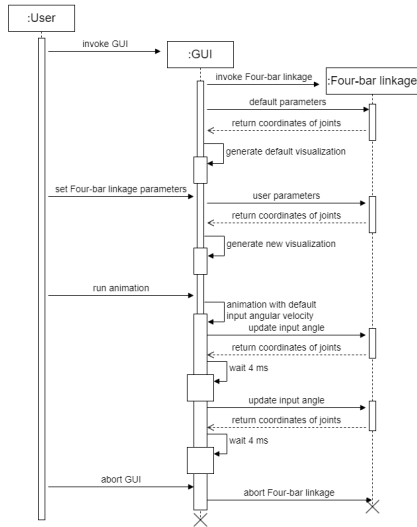 :User
invoke GUI
:GUI
invoke Four-bar linkage
:Four-bar linkage
default parameters
return coordinates of joints
generate default visualization
set Four-bar linkage parameters
user parameters
return coordinates of joints
generate new visualization
run animation
animation with default
input angular velocity
update input angle
return coordinates of joints
wait 4 ms
update input angle
return coordinates of joints
wait 4 ms
abort GUI
abort Four-bar linkage